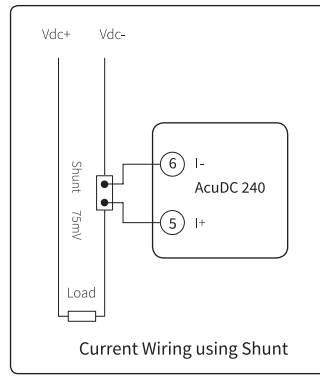 Vdc+ Vdc-
6 I-
Shunt 75mV
AcuDC 240
5 I+
Load
Current Wiring using Shunt